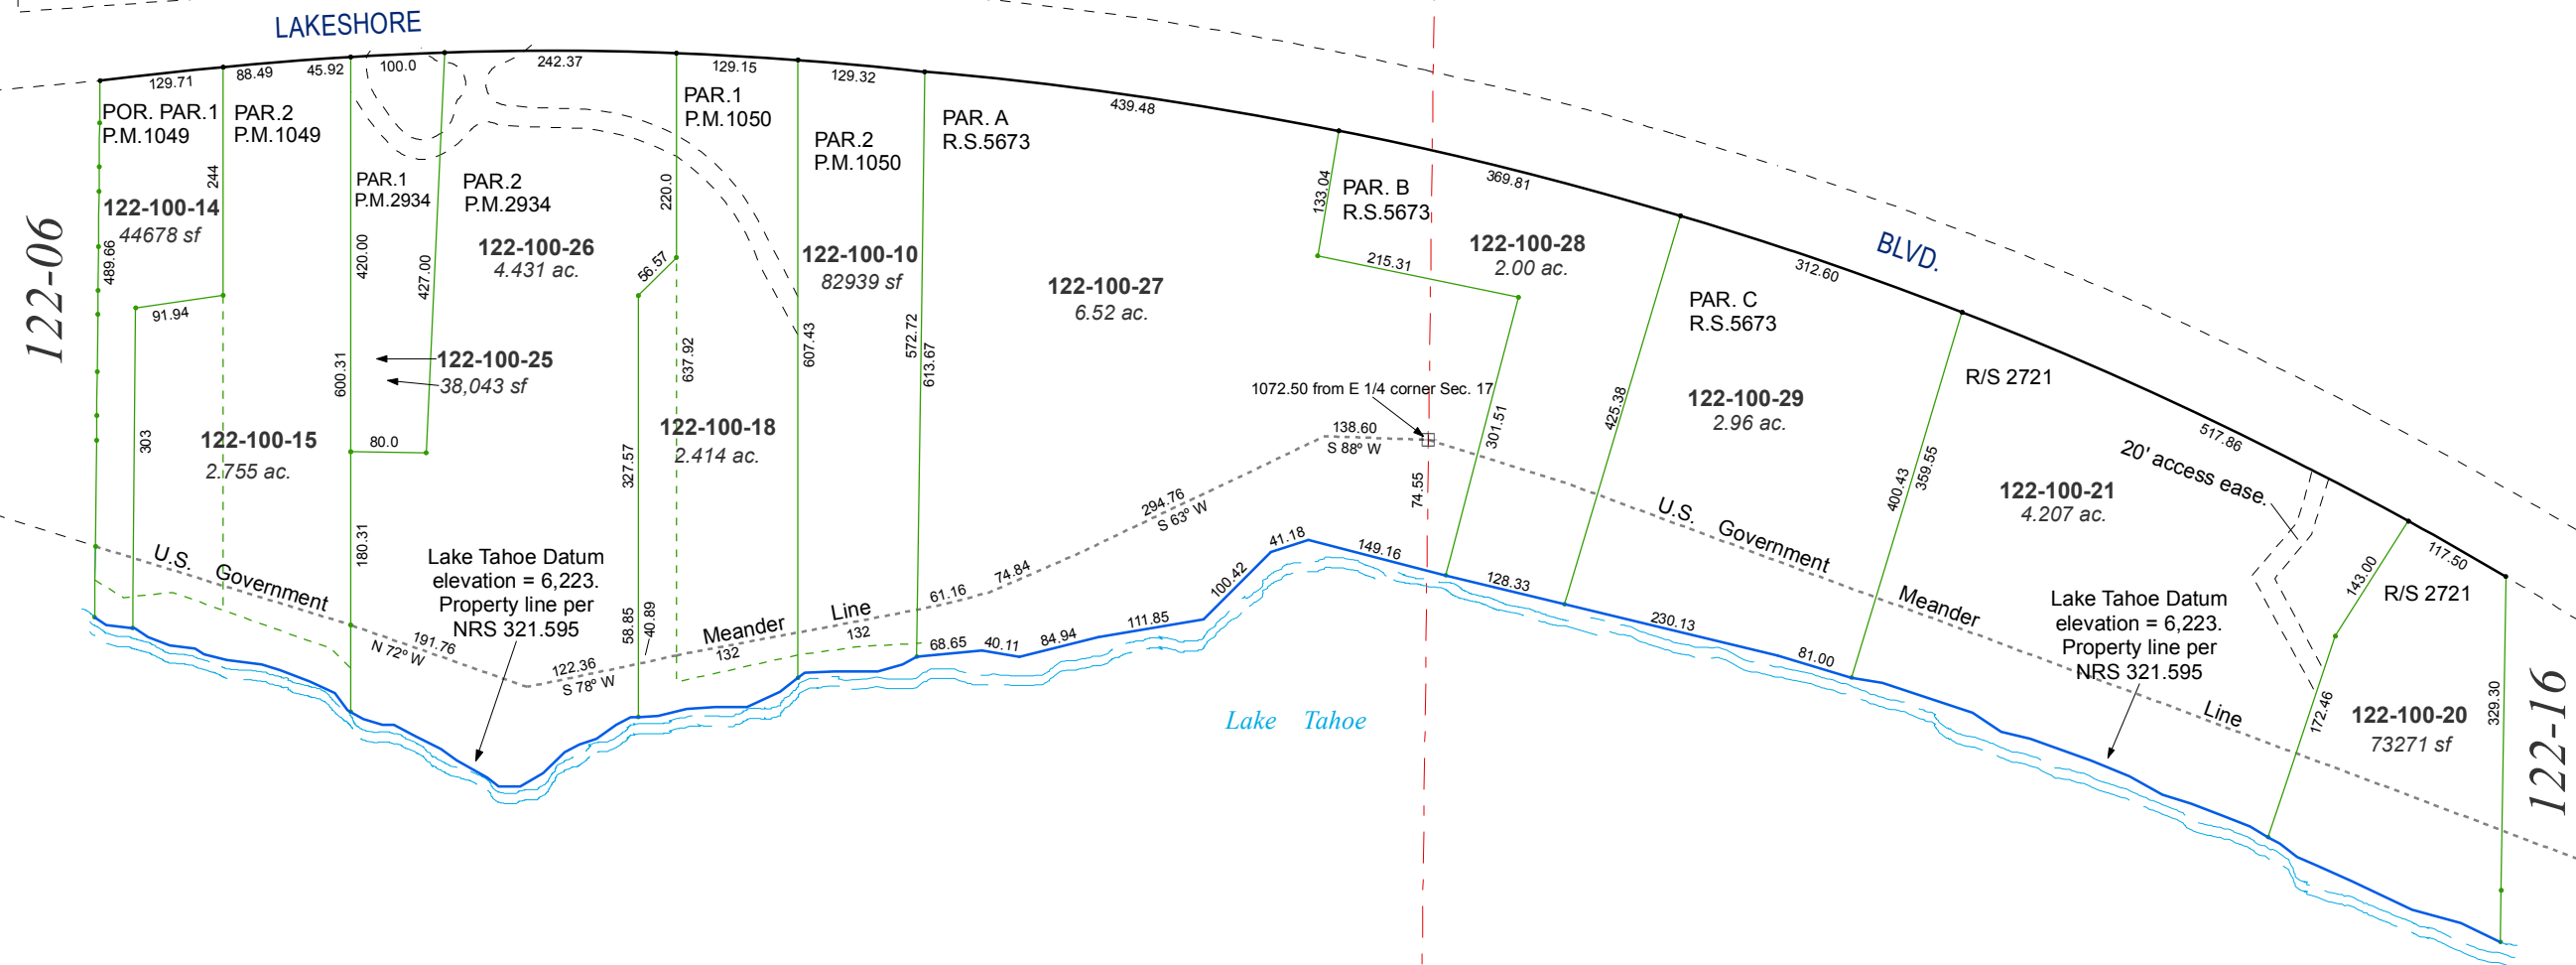 LAKESHORE
129.71
88.49
45.92
100.0
242.37
129.15
129.32
439.48
369.81
312.60
517.86
117.50
BLVD.
POR. PAR.1
P.M.1049
PAR.2
P.M.1049
PAR.1
P.M.2934
PAR.2
P.M.2934
PAR.1
P.M.1050
PAR.2
P.M.1050
PAR. A
R.S.5673
PAR. B
R.S.5673
PAR. C
R.S.5673
R/S 2721
R/S 2721
122-06
122-16
122-100-14
44678 sf
122-100-15
2.755 ac.
122-100-25
38,043 sf
122-100-26
4.431 ac.
122-100-18
2.414 ac.
122-100-10
82939 sf
122-100-27
6.52 ac.
122-100-28
2.00 ac.
122-100-29
2.96 ac.
122-100-21
4.207 ac.
122-100-20
73271 sf
489.66
244
91.94
303
420.00
600.31
180.31
427.00
80.0
220.0
56.57
327.57
637.92
58.85
40.89
607.43
572.72
613.67
133.04
215.31
301.51
425.38
400.43
359.55
143.00
172.46
329.30
20' access ease.
1072.50 from E 1/4 corner Sec. 17
138.60
S 88º W
74.55
294.76
S 63º W
74.84
61.16
132
132
122.36
S 78º W
191.76
N 72º W
U.S. Government
Meander Line
U.S. Government Meander Line
Lake Tahoe Datum
elevation = 6,223.
Property line per
NRS 321.595
Lake Tahoe Datum
elevation = 6,223.
Property line per
NRS 321.595
68.65
40.11
84.94
111.85
100.42
41.18
149.16
128.33
230.13
81.00
Lake Tahoe